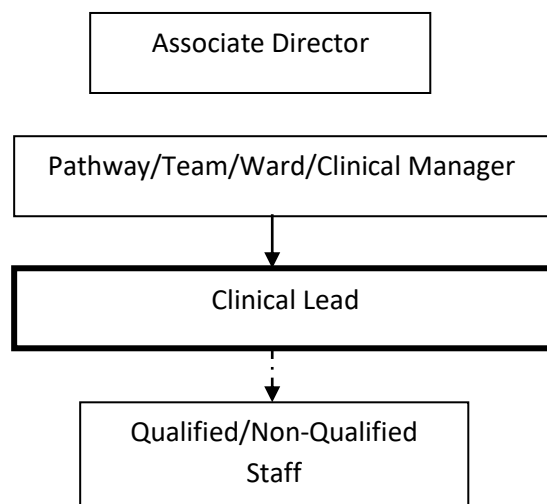 Associate Director
Pathway/Team/Ward/Clinical Manager
Clinical Lead
Qualified/Non-Qualified
Staff